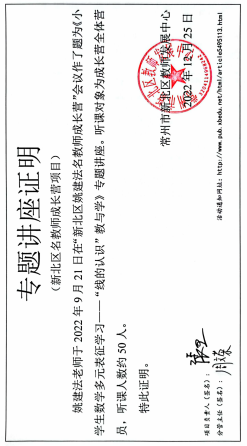 专题讲座证明
（新北区名教师成长营项目）
姚建法老师于 2022 年 9 月 21 日在“新北区姚建法名教师成长营”会议作了题为《小
学生数学多元表征学习——“线的认识”教与学》专题讲座。听课对象为成长营全体营
员，听课人数约 50 人。
特此证明。
常州市新北区教师发展中心
2022 年 12 月 25 日
项目负责人（签名）：
分管主任（签名）：
活动通知网址：http://www.pub.xbedu.net/html/article6495113.html